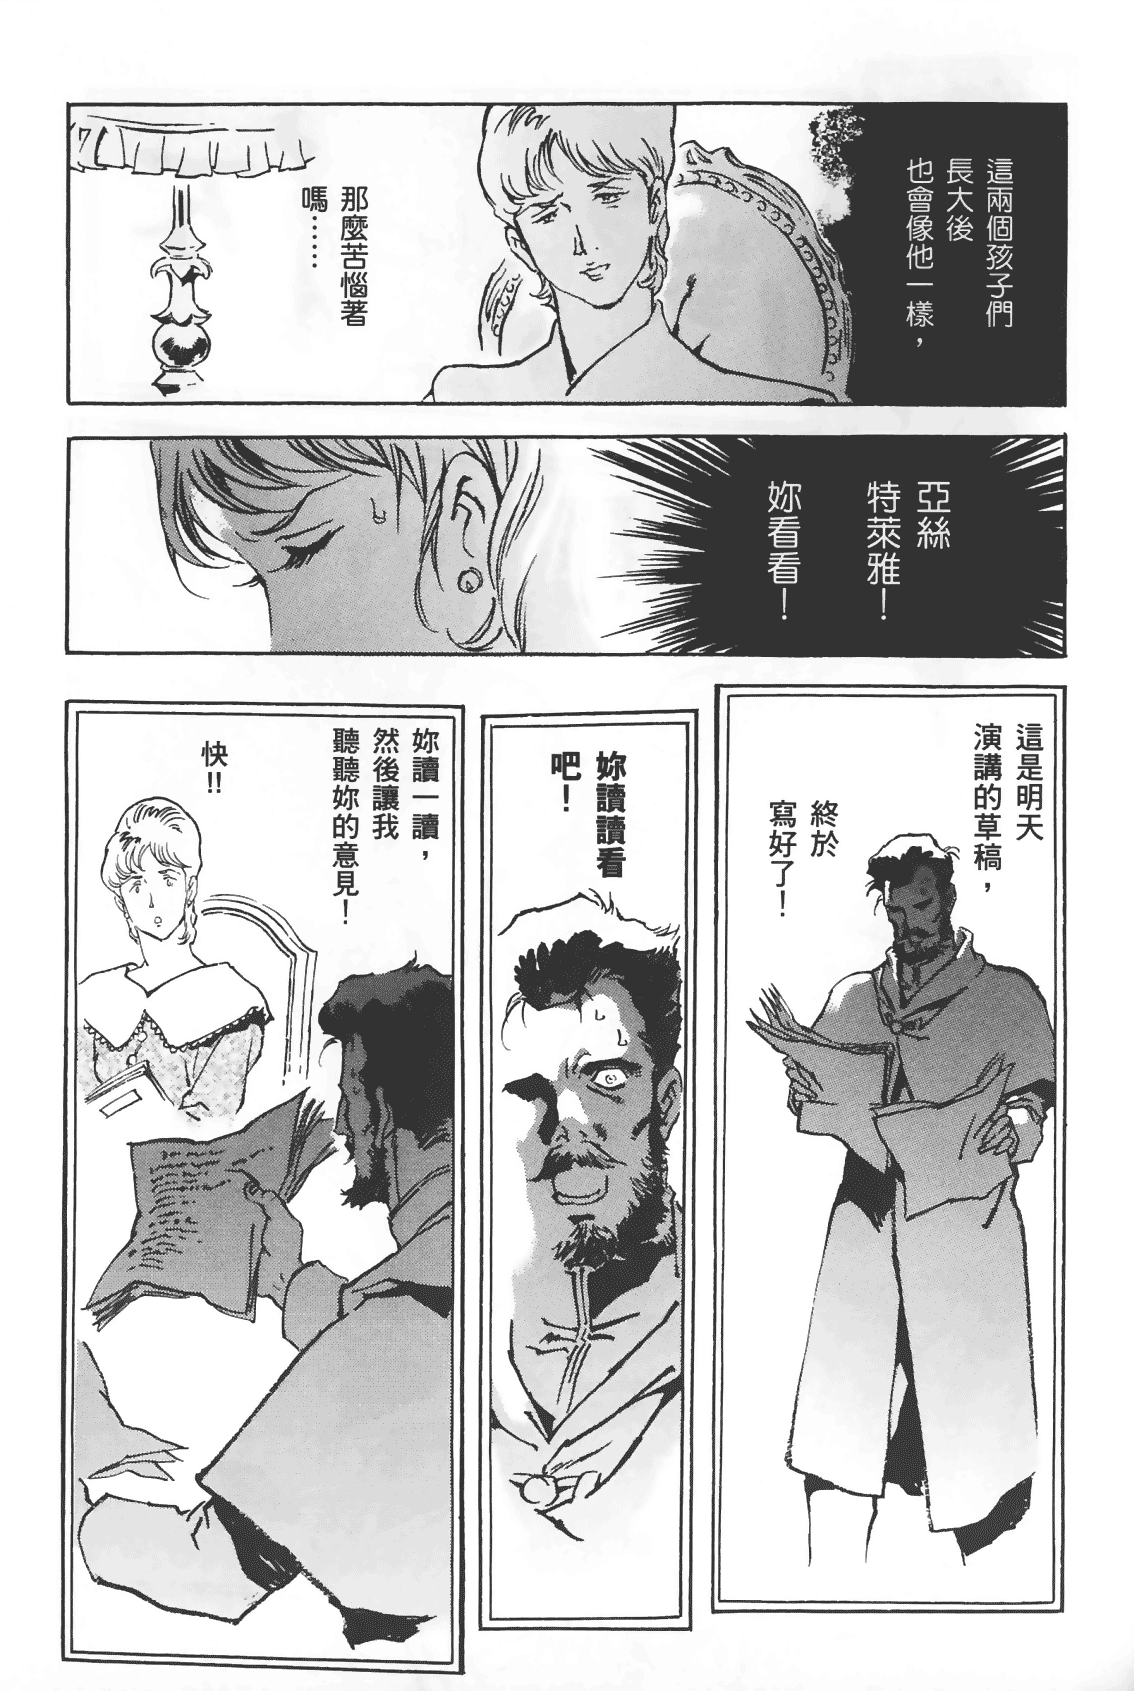 這兩個孩子們
長大後
也會像他一樣，
那麼苦惱著
嗎……
亞絲
特萊雅！
妳看看！
這是明天
演講的草稿，
終於
寫好了！
妳讀讀看
吧！
妳讀一讀，
然後讓我
聽聽妳的意見！
快!!